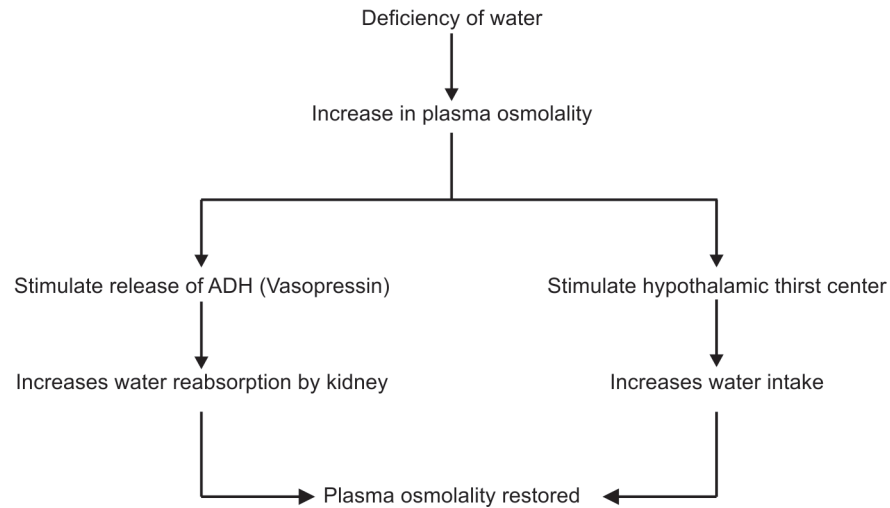 Deficiency of water
Increase in plasma osmolality
Stimulate release of ADH (Vasopressin)
Stimulate hypothalamic thirst center
Increases water reabsorption by kidney
Increases water intake
Plasma osmolality restored